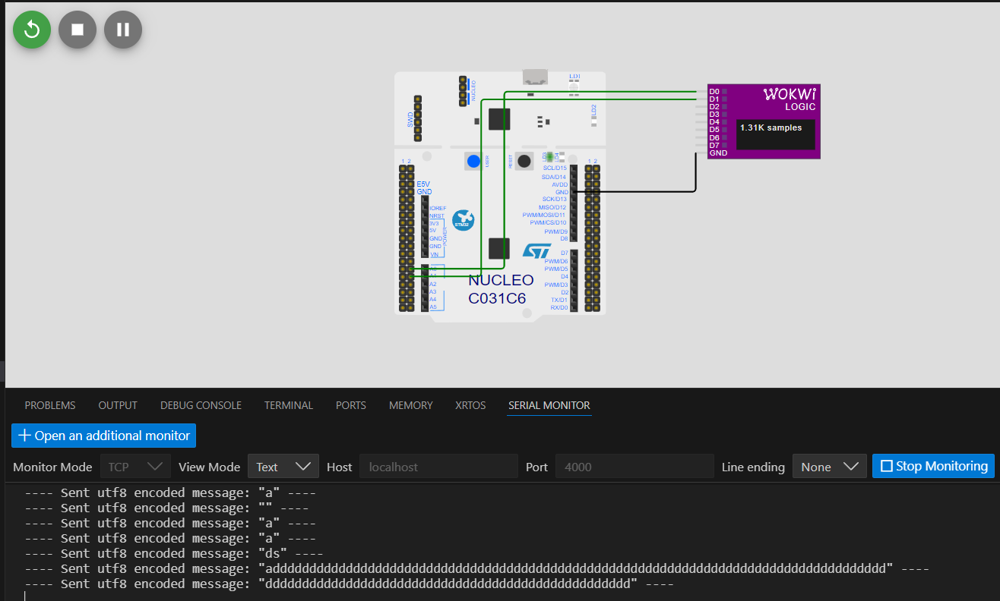 LD1
NUCLEO
SWD
LD2
D0
D1
D2
D3
D4
D5
D6
D7
GND
WOKWi
LOGIC
1.31K samples
1 2
USER
RESET
LD3
LD4
1 2
E5V
GND
IOREF
NRST
3V3
5V
GND
GND
VIN
POWER
STM32
SCL/D15
SDA/D14
AVDD
GND
SCK/D13
MISO/D12
PWM/MOSI/D11
PWM/CS/D10
PWM/D9
D8
D7
PWM/D6
PWM/D5
D4
PWM/D3
D2
TX/D1
RX/D0
A0
A1
A2
A3
A4
A5
ST
NUCLEO
C031C6
PROBLEMS OUTPUT DEBUG CONSOLE TERMINAL PORTS MEMORY XRTOS SERIAL MONITOR
Open an additional monitor
Monitor Mode TCP View Mode Text Host localhost Port 4000 Line ending None Stop Monitoring
---- Sent utf8 encoded message: "a" ----
---- Sent utf8 encoded message: "" ----
---- Sent utf8 encoded message: "a" ----
---- Sent utf8 encoded message: "a" ----
---- Sent utf8 encoded message: "ds" ----
---- Sent utf8 encoded message: "adddddddddddddddddddddddddddddddddddddddddddddddddddddddddddddddddddddddddddddddddddd" ----
---- Sent utf8 encoded message: "dddddddddddddddddddddddddddddddddddddddddddddddddd" ----